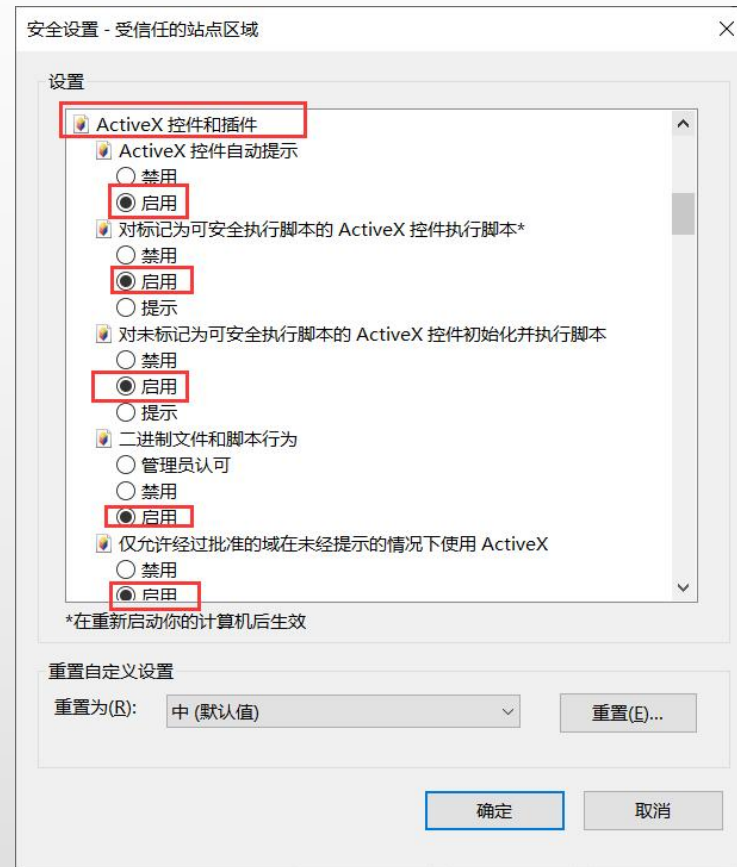 安全设置 - 受信任的站点区域
设置
ActiveX 控件和插件
ActiveX 控件自动提示
禁用
启用
对标记为可安全执行脚本的 ActiveX 控件执行脚本*
禁用
启用
提示
对未标记为可安全执行脚本的 ActiveX 控件初始化并执行脚本
禁用
启用
提示
二进制文件和脚本行为
管理员认可
禁用
启用
仅允许经过批准的域在未经提示的情况下使用 ActiveX
禁用
启用
*在重新启动你的计算机后生效
重置自定义设置
重置为(R): 中 (默认值) 重置(E)...
确定 取消